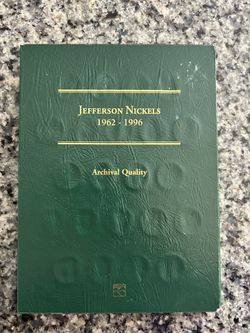 JEFFERSON NICKELS
1962 - 1996
Archival Quality